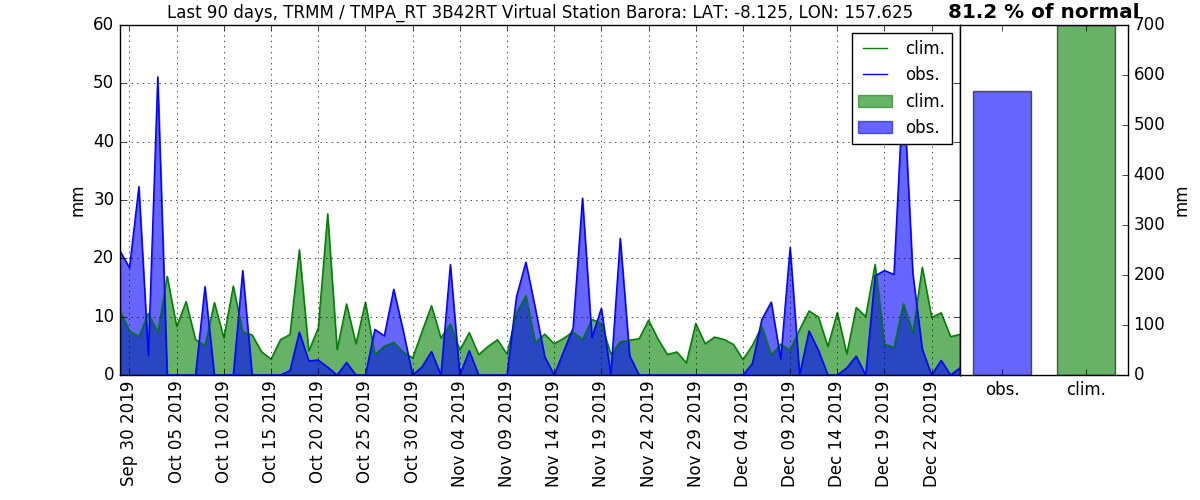 Last 90 days, TRMM / TMPA_RT 3B42RT Virtual Station Barora: LAT: -8.125, LON: 157.625
81.2 % of normal
60
50
40
30
20
10
0
mm
clim.
obs.
clim.
obs.
700
600
500
400
300
200
100
0
mm
Sep 30 2019
Oct 05 2019
Oct 10 2019
Oct 15 2019
Oct 20 2019
Oct 25 2019
Oct 30 2019
Nov 04 2019
Nov 09 2019
Nov 14 2019
Nov 19 2019
Nov 24 2019
Nov 29 2019
Dec 04 2019
Dec 09 2019
Dec 14 2019
Dec 19 2019
Dec 24 2019
obs.
clim.